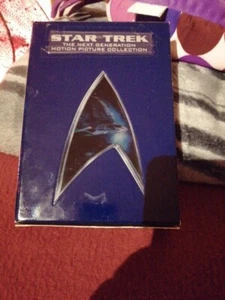 STAR TREK
THE NEXT GENERATION
MOTION PICTURE COLLECTION